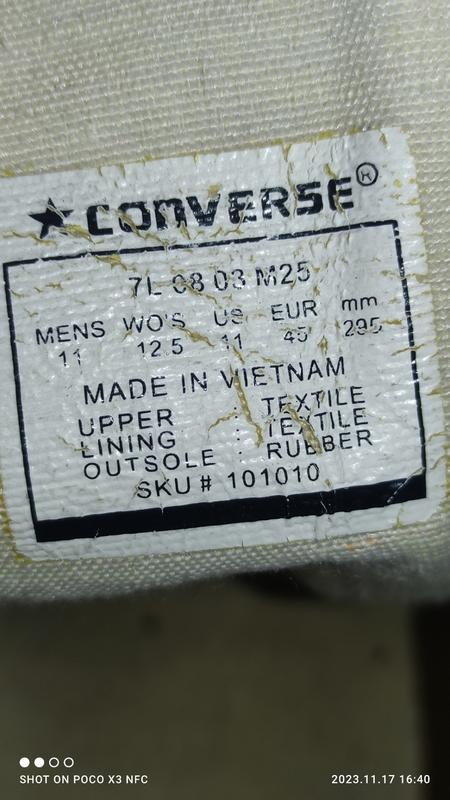 ★ CONVERSE®
7L 08 03 M25
MENS WO'S US EUR mm
11 12.5 11 45 295
MADE IN VIETNAM
UPPER : TEXTILE
LINING : TEXTILE
OUTSOLE : RUBBER
SKU # 101010
SHOT ON POCO X3 NFC
2023.11.17 16:40